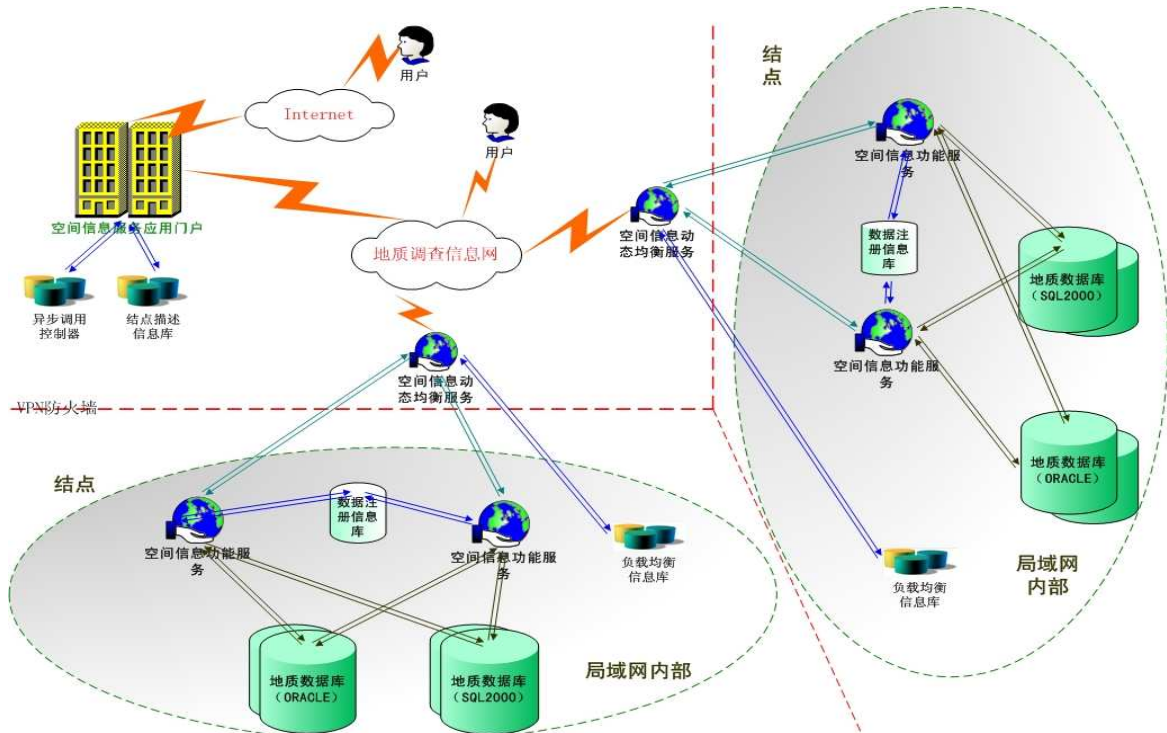 用户
Internet
用户
空间信息服务应用门户
地质调查信息网
空间信息动
态均衡服务
异步调用
控制器
结点描述
信息库
空间信息动
态均衡服务
VPN防火墙
结
点
空间信息功能服
务
数据注
册信息
库
地质数据库
(SQL2000)
空间信息功能服
务
地质数据库
(ORACLE)
负载均衡
信息库
局域网
内部
结点
空间信息功能服
务
数据注
册信息
库
空间信息功能服
务
负载均衡
信息库
地质数据库
(ORACLE)
地质数据库
(SQL2000)
局域网内部